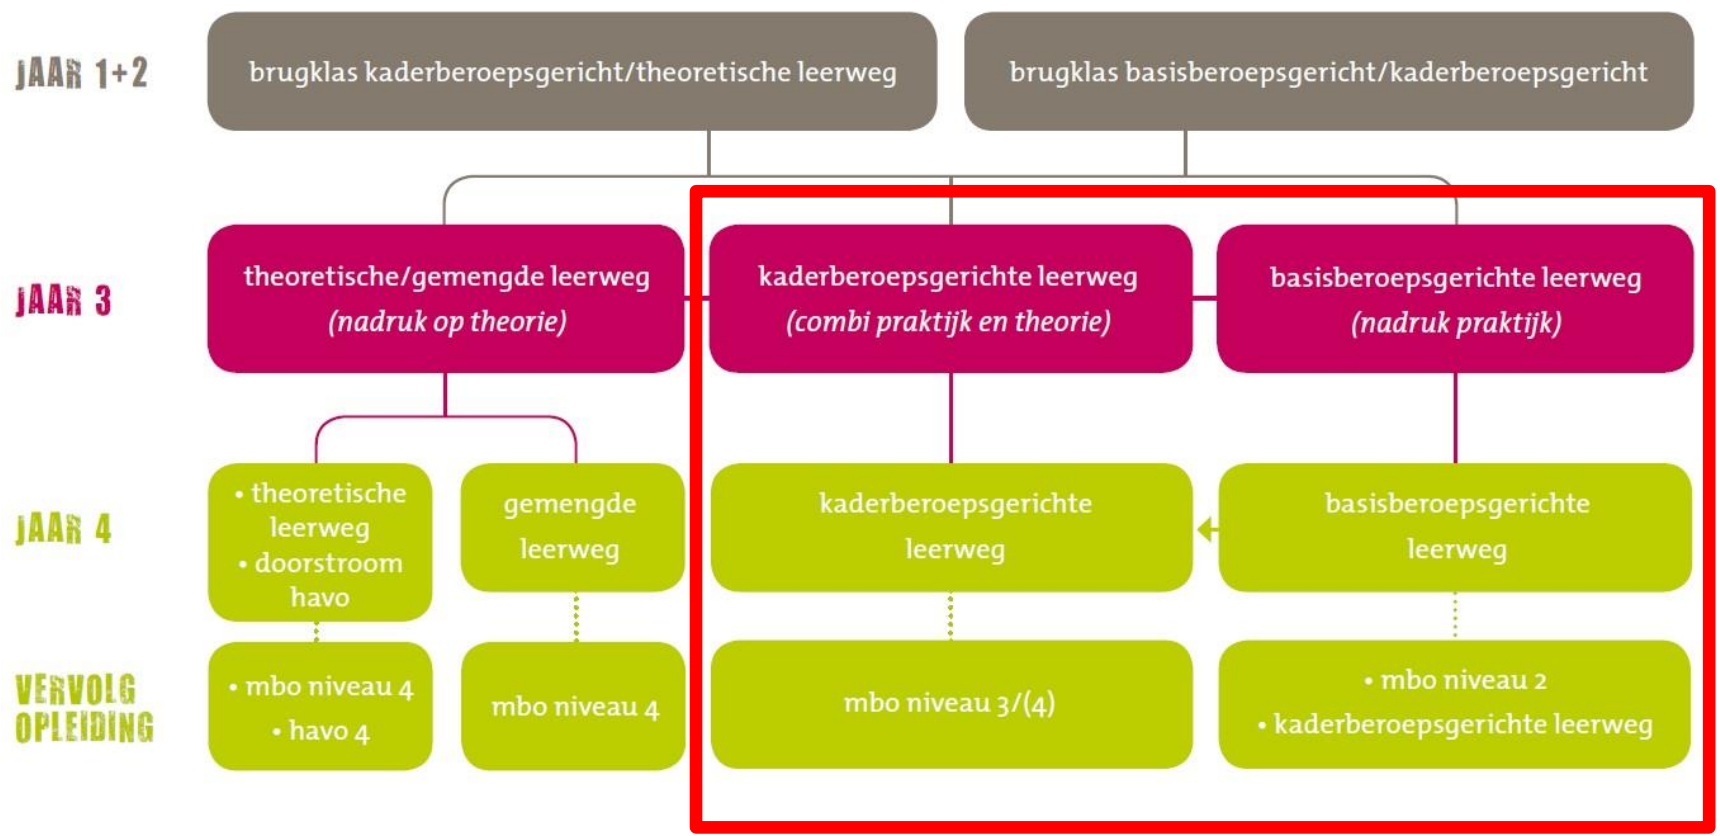 JAAR 1+2
brugklas kaderberoepsgericht/theoretische leerweg
brugklas basisberoepsgericht/kaderberoepsgericht
JAAR 3
theoretische/gemengde leerweg
(nadruk op theorie)
kaderberoepsgerichte leerweg
(combi praktijk en theorie)
basisberoepsgerichte leerweg
(nadruk praktijk)
JAAR 4
• theoretische
leerweg
• doorstroom
havo
gemengde
leerweg
kaderberoepsgerichte
leerweg
basisberoepsgerichte
leerweg
VERVOLG
OPLEIDING
• mbo niveau 4
• havo 4
mbo niveau 4
mbo niveau 3/(4)
• mbo niveau 2
• kaderberoepsgerichte leerweg